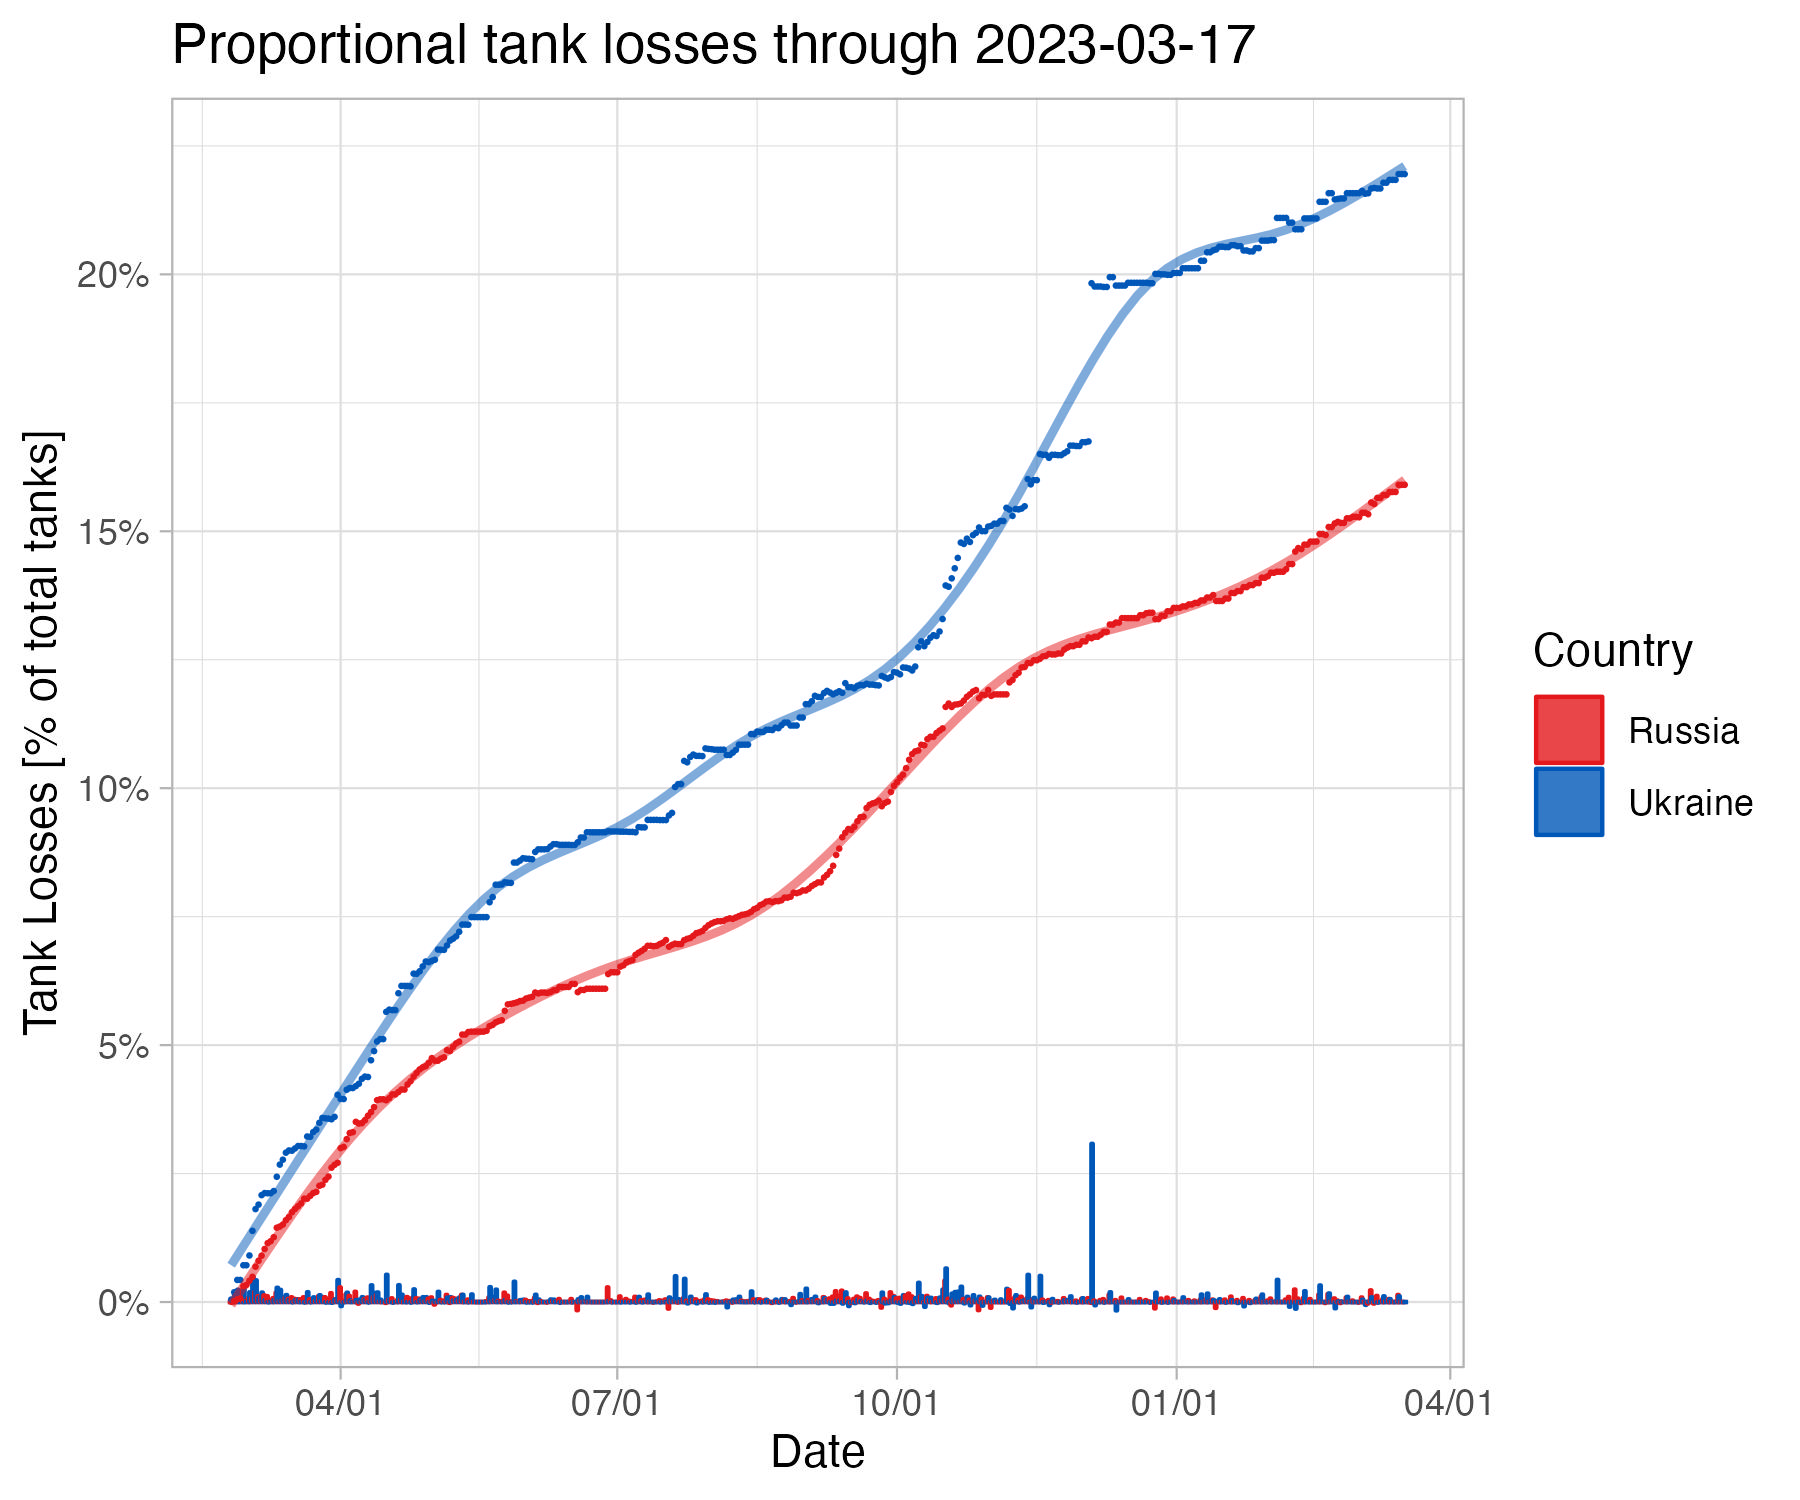 Proportional tank losses through 2023-03-17
Tank Losses [% of total tanks]
20%
15%
10%
5%
0%
04/01
07/01
10/01
01/01
04/01
Date
Country
Russia
Ukraine